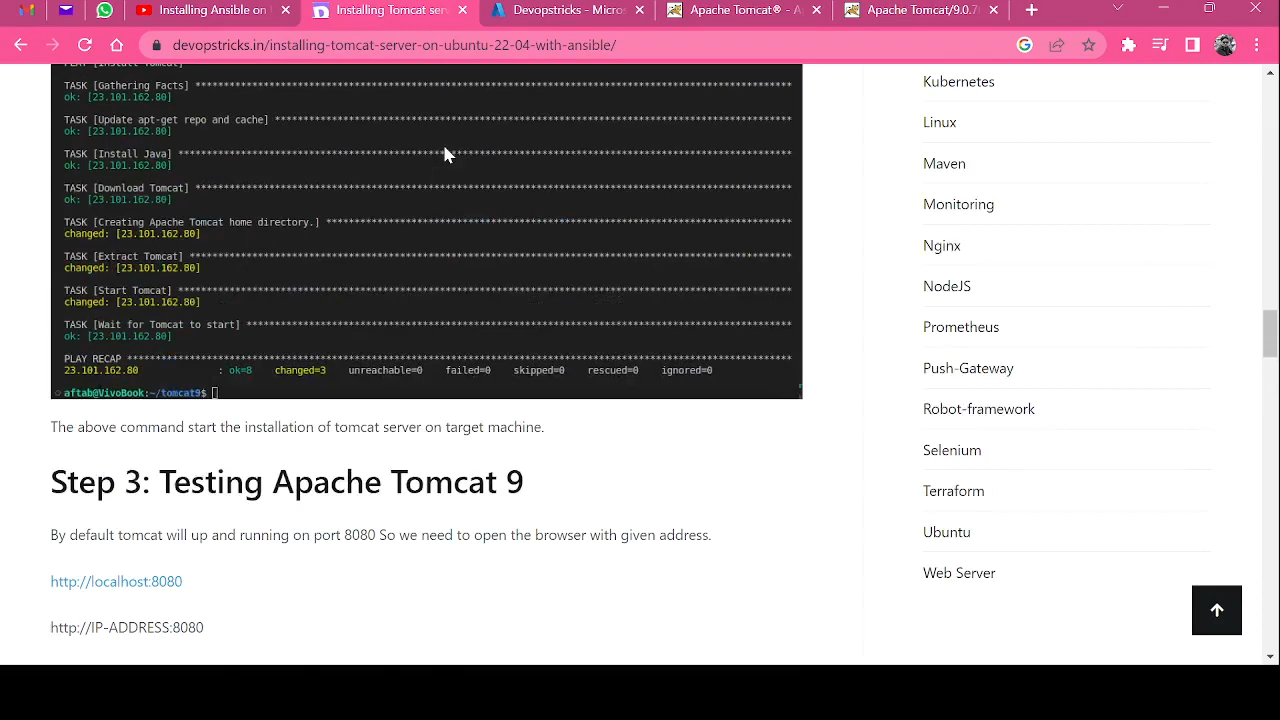 Installing Ansible on
Installing Tomcat ser
Devopstricks - Micros
Apache Tomcat® - A
Apache Tomcat/9.0.7
devopstricks.in/installing-tomcat-server-on-ubuntu-22-04-with-ansible/
PLAY [Install Tomcat]
TASK [Gathering Facts] ****
ok: [23.101.162.80]
TASK [Update apt-get repo and cache] ****
ok: [23.101.162.80]
TASK [Install Java] ****
ok: [23.101.162.80]
TASK [Download Tomcat] ****
ok: [23.101.162.80]
TASK [Creating Apache Tomcat home directory.] ****
changed: [23.101.162.80]
TASK [Extract Tomcat] ****
changed: [23.101.162.80]
TASK [Start Tomcat] ****
changed: [23.101.162.80]
TASK [Wait for Tomcat to start] ****
ok: [23.101.162.80]
PLAY RECAP ****
23.101.162.80 : ok=8 changed=3 unreachable=0 failed=0 skipped=0 rescued=0 ignored=0
aftab@VivoBook:~/tomcat9$
The above command start the installation of tomcat server on target machine.
Step 3: Testing Apache Tomcat 9
By default tomcat will up and running on port 8080 So we need to open the browser with given address.
http://localhost:8080
http://IP-ADDRESS:8080
Kubernetes
Linux
Maven
Monitoring
Nginx
NodeJS
Prometheus
Push-Gateway
Robot-framework
Selenium
Terraform
Ubuntu
Web Server